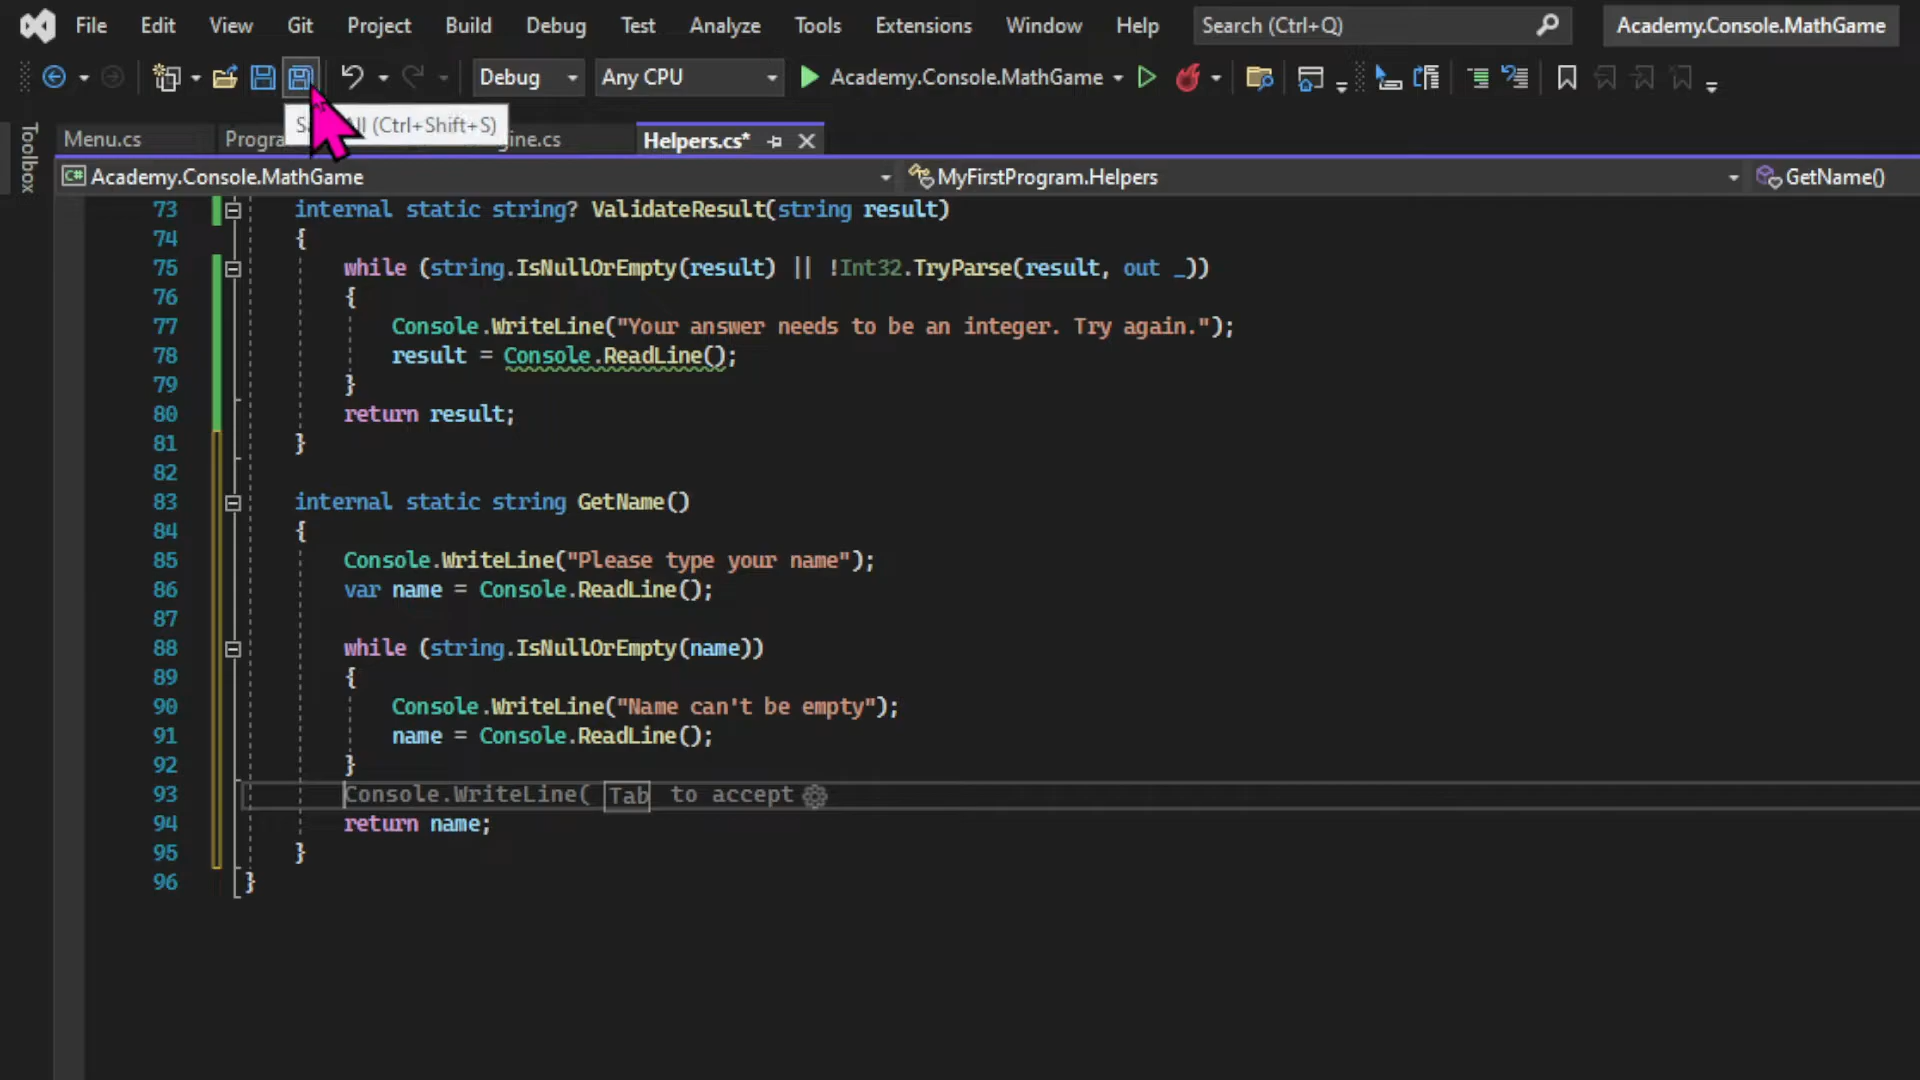 File Edit View Git Project Build Debug Test Analyze Tools Extensions Window Help Search (Ctrl+Q) Academy.Console.MathGame
Debug Any CPU Academy.Console.MathGame
(Ctrl+Shift+S)
Toolbox
Menu.cs Helpers.cs*
C# Academy.Console.MathGame MyFirstProgram.Helpers GetName()
73 internal static string? ValidateResult(string result)
74 {
75 while (string.IsNullOrEmpty(result) || !Int32.TryParse(result, out _))
76 {
77 Console.WriteLine("Your answer needs to be an integer. Try again.");
78 result = Console.ReadLine();
79 }
80 return result;
81 }
82
83 internal static string GetName()
84 {
85 Console.WriteLine("Please type your name");
86 var name = Console.ReadLine();
87
88 while (string.IsNullOrEmpty(name))
89 {
90 Console.WriteLine("Name can't be empty");
91 name = Console.ReadLine();
92 }
93 Console.WriteLine( Tab to accept
94 return name;
95 }
96 }